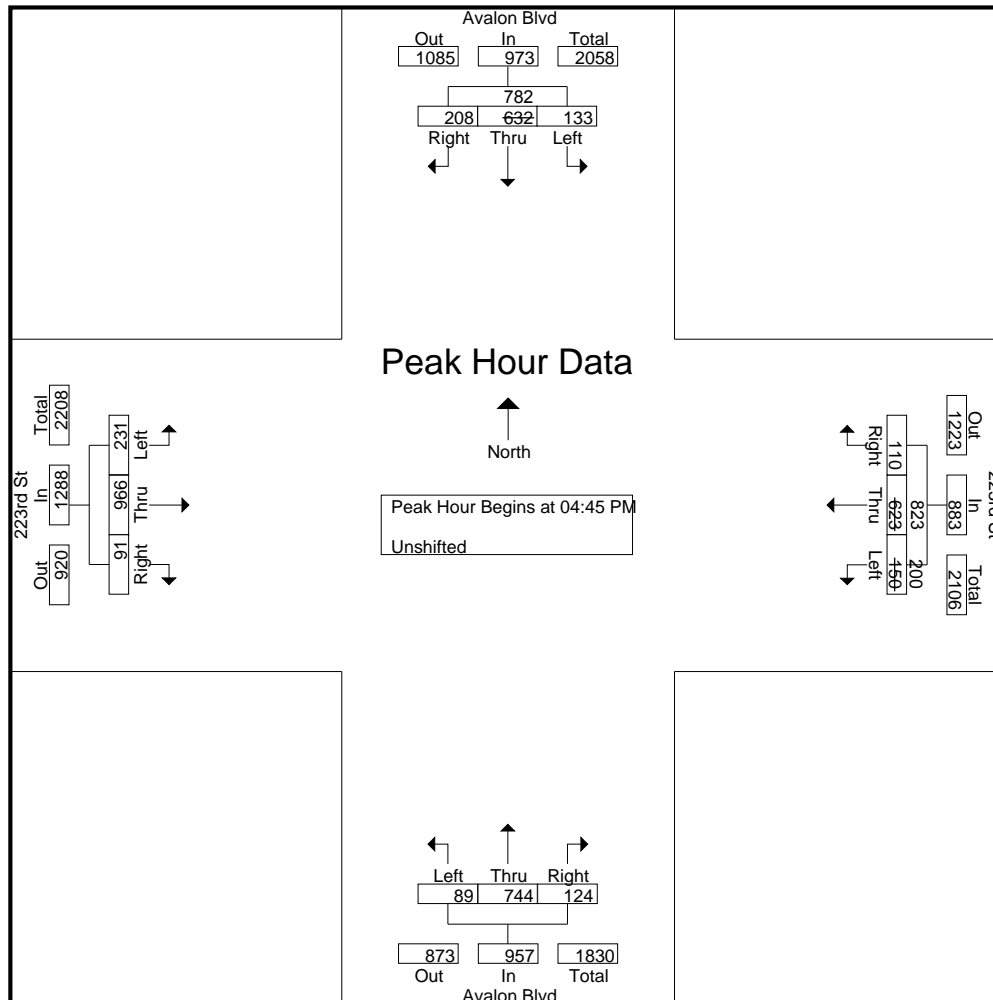 Avalon Blvd
Out In Total
1085 973 2058
782
208 632 133
Right Thru Left
Peak Hour Data
North
Peak Hour Begins at 04:45 PM
Unshifted
223rd St
Total In Out
2208 1288 920
231 966 91
Left Thru Right
Right Thru Left
110 623 150
823 200
Out In Total
1223 883 2106
223rd St
Left Thru Right
89 744 124
873 957 1830
Out In Total
Avalon Blvd